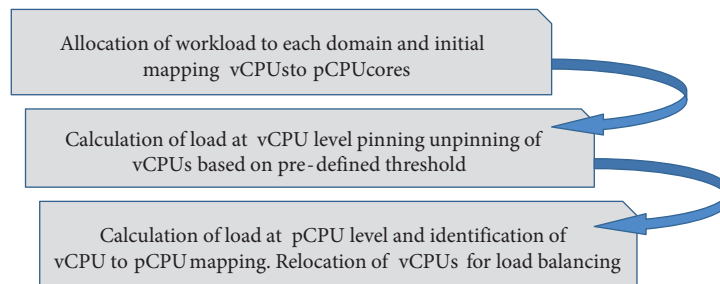 Allocation of workload to each domain and initial
mapping vCPUsto pCPUcores
Calculation of load at vCPU level pinning unpinning of
vCPUs based on pre-defined threshold
Calculation of load at pCPU level and identification of
vCPU to pCPU mapping. Relocation of vCPUs for load balancing